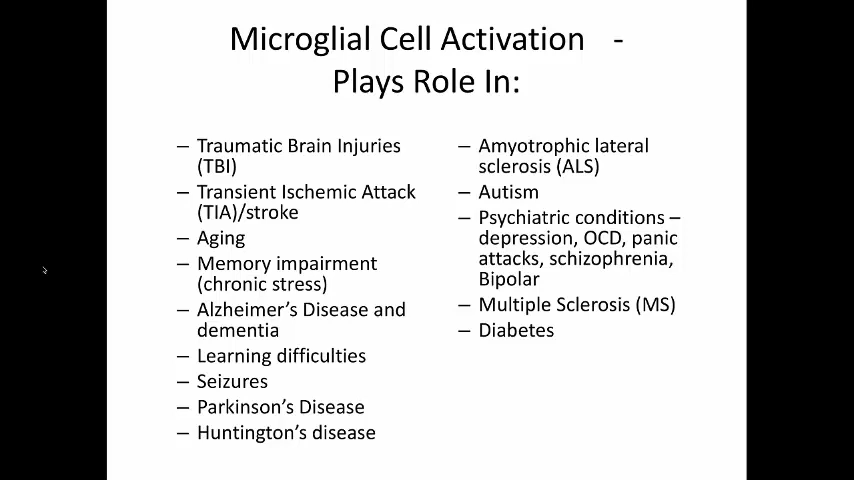 Microglial Cell Activation -
Plays Role In:
– Traumatic Brain Injuries
(TBI)
– Transient Ischemic Attack
(TIA)/stroke
– Aging
– Memory impairment
(chronic stress)
– Alzheimer’s Disease and
dementia
– Learning difficulties
– Seizures
– Parkinson’s Disease
– Huntington’s disease
– Amyotrophic lateral
sclerosis (ALS)
– Autism
– Psychiatric conditions –
depression, OCD, panic
attacks, schizophrenia,
Bipolar
– Multiple Sclerosis (MS)
– Diabetes